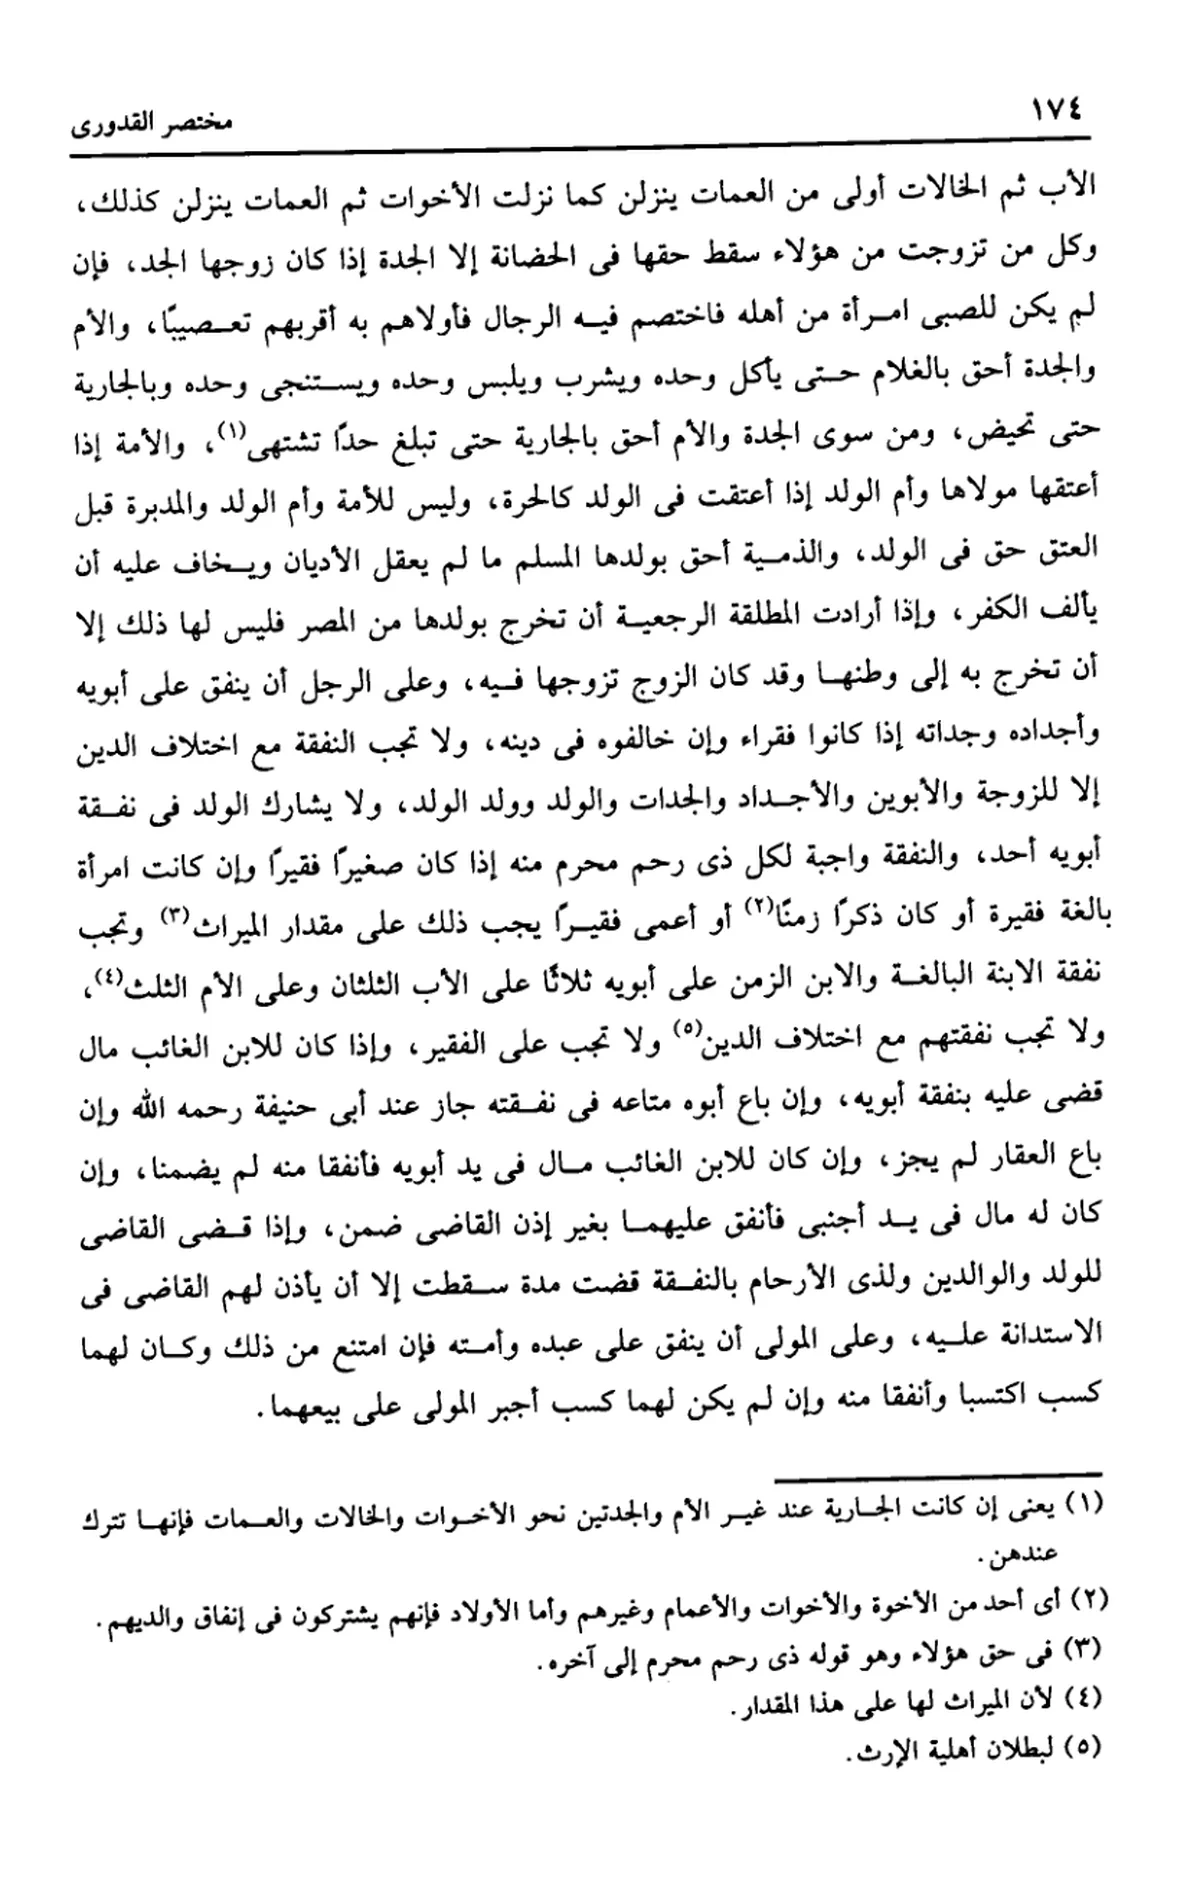 ١٧٤
مختصر القدورى
الأب ثم الخالات أولى من العمات ينزلن كما نزلت الأخوات ثم العمات ينزلن كذلك،
وكل من تزوجت من هؤلاء سقط حقها فى الحضانة إلا الجدة إذا كان زوجها الجد، فإن
لم يكن للصبى امرأة من أهله فاختصم فيه الرجال فأولاهم به أقربهم تعصيبًا، والأم
والجدة أحق بالغلام حتى يأكل وحده ويشرب ويلبس وحده ويستنجى وحده وبالجارية
حتى تحيض، ومن سوى الجدة والأم أحق بالجارية حتى تبلغ حدًا تشتهى(١)، والأمة إذا
أعتقها مولاها وأم الولد إذا أعتقت فى الولد كالحرة، وليس للأمة وأم الولد والمدبرة قبل
العتق حق فى الولد، والذمية أحق بولدها المسلم ما لم يعقل الأديان ويخاف عليه أن
يألف الكفر، وإذا أرادت المطلقة الرجعية أن تخرج بولدها من المصر فليس لها ذلك إلا
أن تخرج به إلى وطنها وقد كان الزوج تزوجها فيه، وعلى الرجل أن ينفق على أبويه
وأجداده وجداته إذا كانوا فقراء وإن خالفوه فى دينه، ولا تجب النفقة مع اختلاف الدين
إلا للزوجة والأبوين والأجداد والجدات والولد وولد الولد، ولا يشارك الولد فى نفقة
أبويه أحد، والنفقة واجبة لكل ذى رحم محرم منه إذا كان صغيرًا فقيرًا وإن كانت امرأة
بالغة فقيرة أو كان ذكرًا زمنًا(٢) أو أعمى فقيرًا يجب ذلك على مقدار الميراث(٣) وتجب
نفقة الابنة البالغة والابن الزمن على أبويه ثلاثًا على الأب الثلثان وعلى الأم الثلث(٤)،
ولا تجب نفقتهم مع اختلاف الدين(٥) ولا تجب على الفقير، وإذا كان للابن الغائب مال
قضى عليه بنفقة أبويه، وإن باع أبوه متاعه فى نفقته جاز عند أبى حنيفة رحمه الله وإن
باع العقار لم يجز، وإن كان للابن الغائب مال فى يد أبويه فأنفقا منه لم يضمنا، وإن
كان له مال فى يد أجنبى فأنفق عليهما بغير إذن القاضى ضمن، وإذا قضى القاضى
للولد والوالدين ولذى الأرحام بالنفقة قضت مدة سقطت إلا أن يأذن لهم القاضى فى
الاستدانة عليه، وعلى المولى أن ينفق على عبده وأمته فإن امتنع من ذلك وكان لهما
كسب اكتسبا وأنفقا منه وإن لم يكن لهما كسب أجبر المولى على بيعهما.
(١) يعنى إن كانت الجارية عند غير الأم والجدتين نحو الأخوات والخالات والعمات فإنها تترك
عندهن.
(٢) أى أحد من الأخوة والأخوات والأعمام وغيرهم وأما الأولاد فإنهم يشتركون فى إنفاق والديهم.
(٣) فى حق هؤلاء وهو قوله ذى رحم محرم إلى آخره.
(٤) لأن الميراث لها على هذا المقدار.
(٥) لبطلان أهلية الإرث.